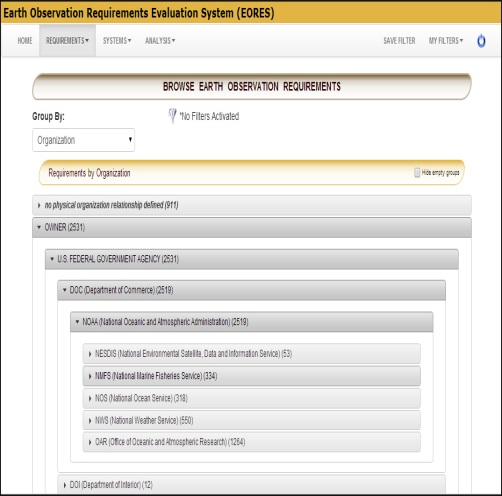 Earth Observation Requirements Evaluation System (EORES)
HOME REQUIREMENTS SYSTEMS ANALYSIS SAVE FILTER MY FILTERS
BROWSE EARTH OBSERVATION REQUIREMENTS
Group By: *No Filters Activated
Organization
Requirements by Organization Hide empty groups
no physical organization relationship defined (911)
OWNER (2531)
U.S. FEDERAL GOVERNMENT AGENCY (2531)
DOC (Department of Commerce) (2519)
NOAA (National Oceanic and Atmospheric Administration) (2519)
NESDIS (National Environmental Satellite, Data and Information Service) (53)
NMFS (National Marine Fisheries Service) (334)
NOS (National Ocean Service) (318)
NWS (National Weather Service) (550)
OAR (Office of Oceanic and Atmospheric Research) (1264)
DOI (Department of Interior) (12)